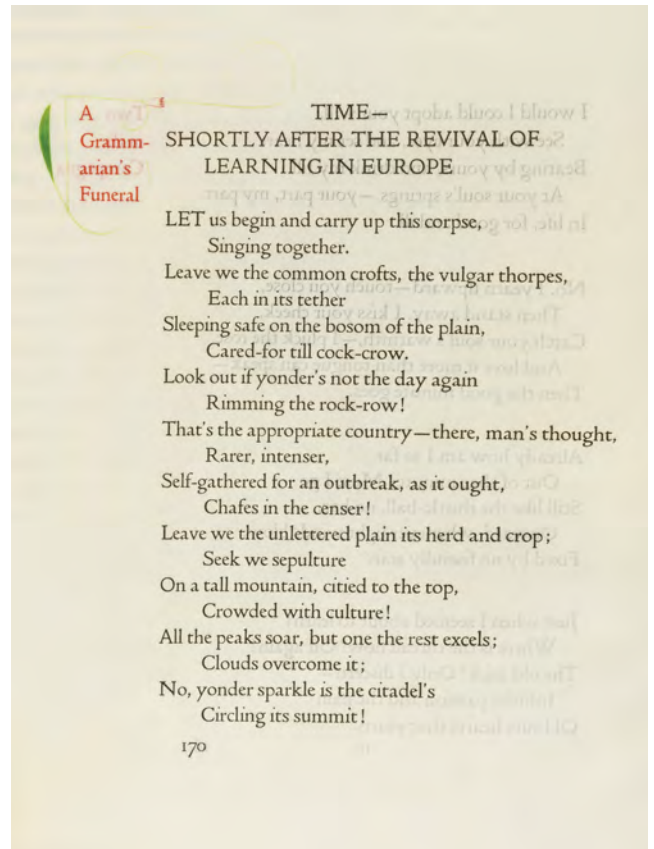 A
Gramm-
arian's
Funeral
TIME—
SHORTLY AFTER THE REVIVAL OF
LEARNING IN EUROPE
LET us begin and carry up this corpse,
Singing together.
Leave we the common crofts, the vulgar thorpes,
Each in its tether
Sleeping safe on the bosom of the plain,
Cared-for till cock-crow.
Look out if yonder's not the day again
Rimming the rock-row!
That's the appropriate country—there, man's thought,
Rarer, intenser,
Self-gathered for an outbreak, as it ought,
Chafes in the censer!
Leave we the unlettered plain its herd and crop;
Seek we sepulture
On a tall mountain, citied to the top,
Crowded with culture!
All the peaks soar, but one the rest excels;
Clouds overcome it;
No, yonder sparkle is the citadel's
Circling its summit!
170